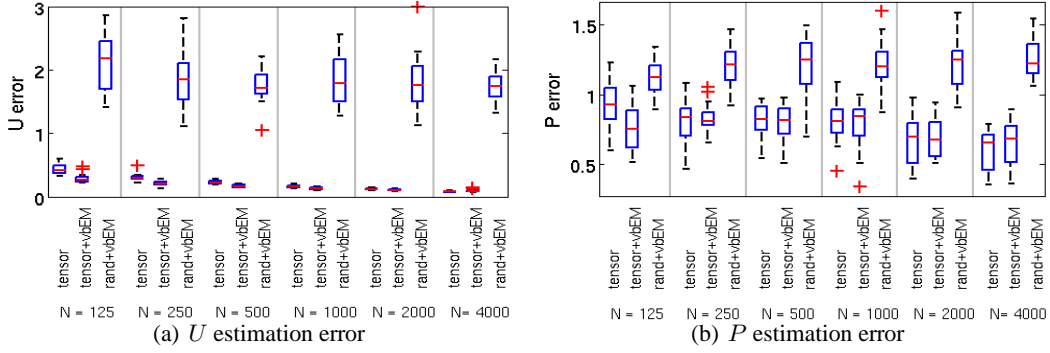 3
2
1
0
U error
tensor
tensor+vbEM
rand+vbEM
tensor
tensor+vbEM
rand+vbEM
tensor
tensor+vbEM
rand+vbEM
tensor
tensor+vbEM
rand+vbEM
tensor
tensor+vbEM
rand+vbEM
tensor
tensor+vbEM
rand+vbEM
N = 125
N = 250
N = 500
N = 1000
N = 2000
N= 4000
(a) U estimation error
1.5
1
0.5
P error
tensor
tensor+vbEM
rand+vbEM
tensor
tensor+vbEM
rand+vbEM
tensor
tensor+vbEM
rand+vbEM
tensor
tensor+vbEM
rand+vbEM
tensor
tensor+vbEM
rand+vbEM
tensor
tensor+vbEM
rand+vbEM
N = 125
N = 250
N = 500
N = 1000
N = 2000
N= 4000
(b) P estimation error